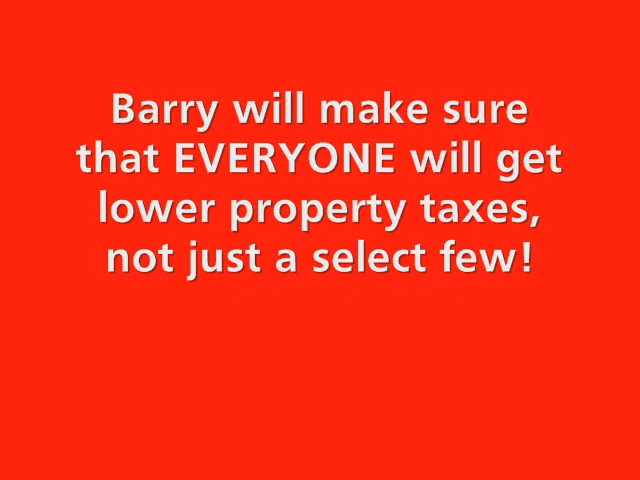 Barry will make sure
that EVERYONE will get
lower property taxes,
not just a select few!